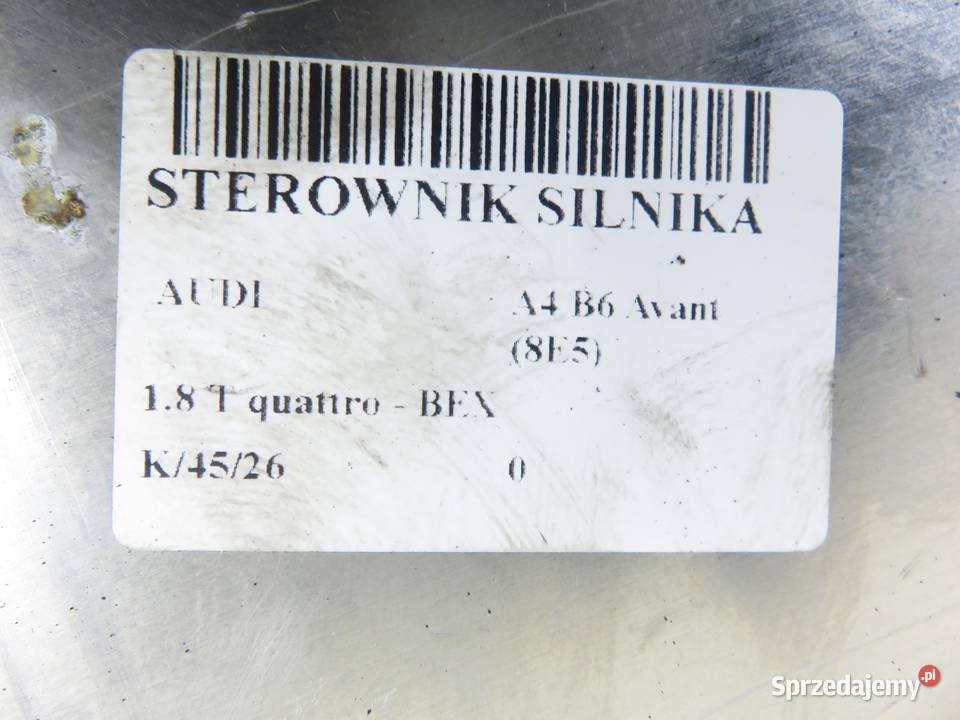 STEROWNIK SILNIKA
AUDI
A4 B6 Avant
(8E5)
1.8 T quattro - BEX
K/45/26
0
Sprzedajemy.pl